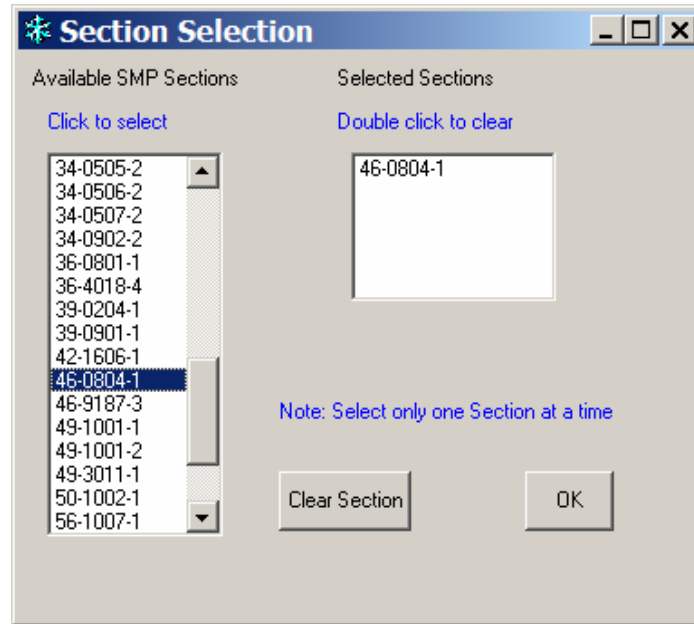 Section Selection
Available SMP Sections
Selected Sections
Click to select
Double click to clear
34-0505-2
34-0506-2
34-0507-2
34-0902-2
36-0801-1
36-4018-4
39-0204-1
39-0901-1
42-1606-1
46-0804-1
46-9187-3
49-1001-1
49-1001-2
49-3011-1
50-1002-1
56-1007-1
46-0804-1
Note: Select only one Section at a time
Clear Section
OK